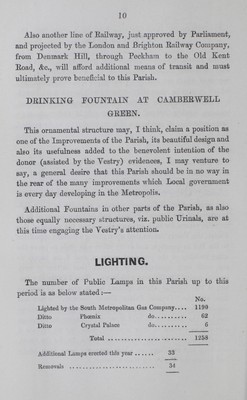 10
Also another line of Railway, just approved by Parliament,
and projected by the London and Brighton Railway Company,
from Denmark Hill, through Peckham to the Old Kent
Road, &c., will afford additional means of transit and must
ultimately prove beneficial to this Parish.
DRINKING FOUNTAIN AT CAMBERWELL
GREEN.
This ornamental structure may, I think, claim a position as
one of the Improvements of the Parish, its beautiful design and
also its usefulness added to the benevolent intention of the
donor (assisted by the Vestry) evidences, I may venture to
say, a general desire that this Parish should be in no way in
the rear of the many improvements which Local government
is every day developing in the Metropolis.
Additional Fountains in other parts of the Parish, as also
those equally necessary structures, viz. public Urinals, are at
this time engaging the Vestry's attention.
LIGHTING.
The number of Public Lamps in this Parish up to this
period is as below stated:—
No.
Lighted by the South Metropolitan Gas Company.... 1190
Ditto Phœnix do.......... 62
Ditto Crystal Palace do.......... 6
Total .................... 1258
Additional Lamps erected this year ...... 33
Removals ......................... 34